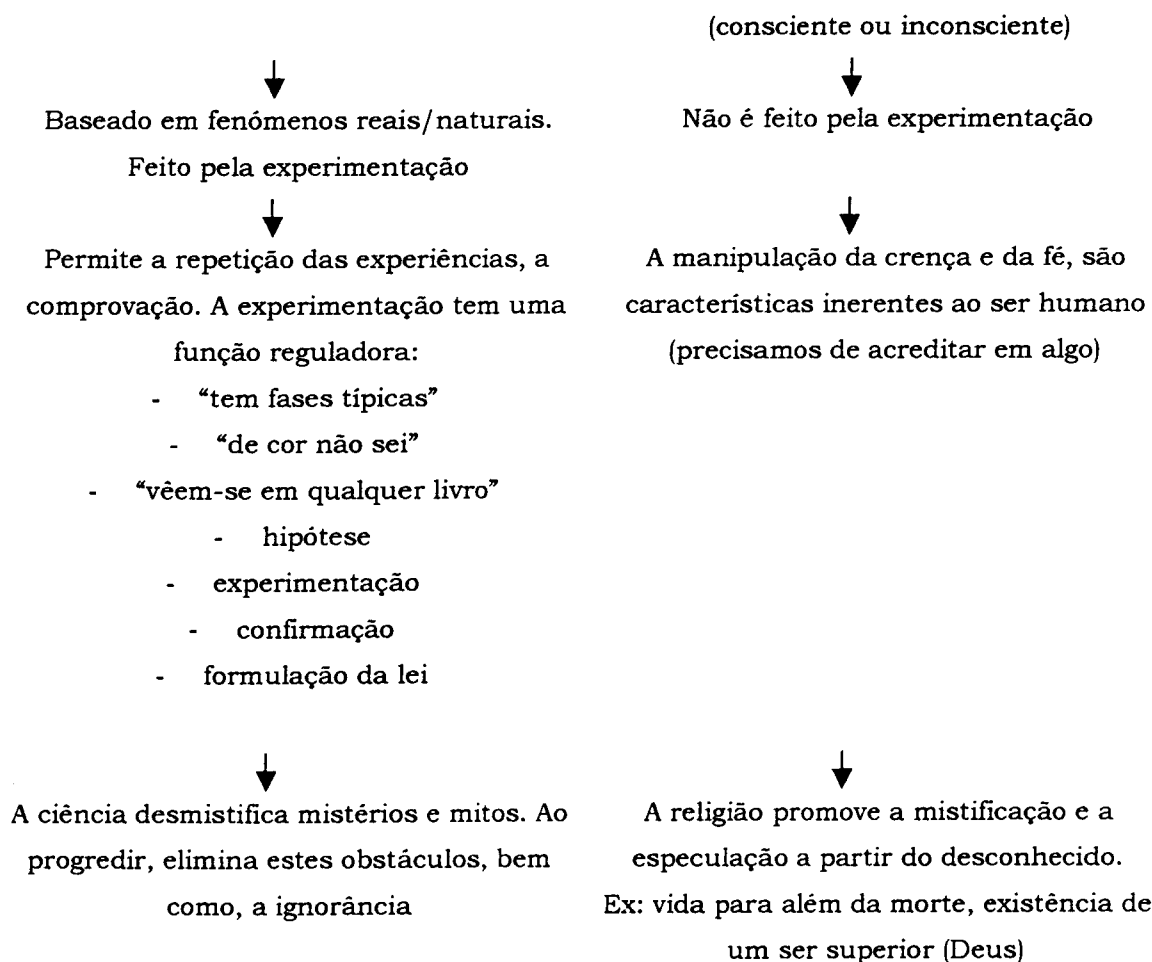 (consciente ou inconsciente)
Baseado em fenómenos reais/naturais.
Feito pela experimentação
Não é feito pela experimentação
Permite a repetição das experiências, a
comprovação. A experimentação tem uma
função reguladora:
- “tem fases típicas”
- “de cor não sei”
- “vêem-se em qualquer livro”
- hipótese
- experimentação
- confirmação
- formulação da lei
A manipulação da crença e da fé, são
características inerentes ao ser humano
(precisamos de acreditar em algo)
A ciência desmistifica mistérios e mitos. Ao
progredir, elimina estes obstáculos, bem
como, a ignorância
A religião promove a mistificação e a
especulação a partir do desconhecido.
Ex: vida para além da morte, existência de
um ser superior (Deus)